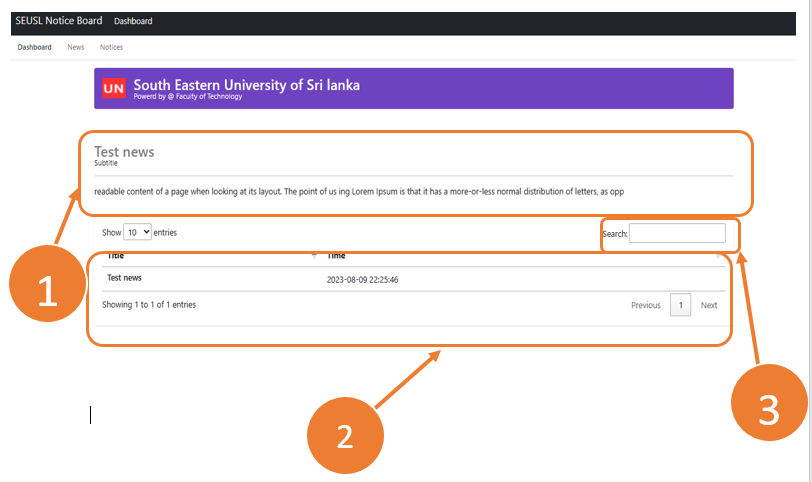 SEUSL Notice Board Dashboard
Dashboard News Notices
UN South Eastern University of Sri lanka
Powerd by @ Faculty of Technology
Test news
Subtitle
readable content of a page when looking at its layout. The point of us ing Lorem Ipsum is that it has a more-or-less normal distribution of letters, as opp
Show 10 entries Search:
Title Time
Test news 2023-08-09 22:25:46
Showing 1 to 1 of 1 entries Previous 1 Next
1
2
3